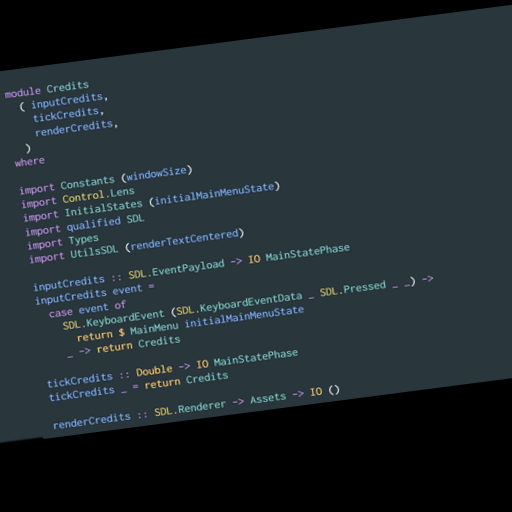 module Credits
  ( inputCredits,
    tickCredits,
    renderCredits,
  )
where
import Constants (windowSize)
import Control.Lens
import InitialStates (initialMainMenuState)
import qualified SDL
import Types
import UtilsSDL (renderTextCentered)
inputCredits :: SDL.EventPayload -> IO MainStatePhase
inputCredits event =
  case event of
    SDL.KeyboardEvent (SDL.KeyboardEventData _ SDL.Pressed _ _) ->
      return $ MainMenu initialMainMenuState
    _ -> return Credits
tickCredits :: Double -> IO MainStatePhase
tickCredits _ = return Credits
renderCredits :: SDL.Renderer -> Assets -> IO ()